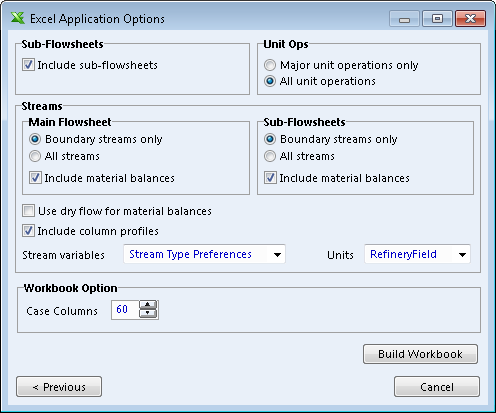 Excel Application Options
Sub-Flowsheets
Include sub-flowsheets
Unit Ops
Major unit operations only
All unit operations
Streams
Main Flowsheet
Boundary streams only
All streams
Include material balances
Sub-Flowsheets
Boundary streams only
All streams
Include material balances
Use dry flow for material balances
Include column profiles
Stream variables Stream Type Preferences Units RefineryField
Workbook Option
Case Columns 60
Build Workbook
< Previous Cancel